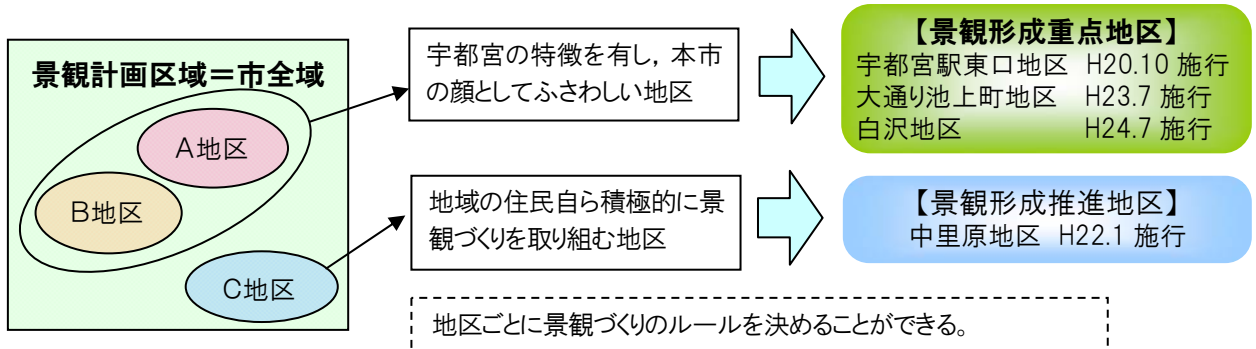 景観計画区域＝市全域
A地区
B地区
C地区
宇都宮の特徴を有し，本市
の顔としてふさわしい地区
【景観形成重点地区】
宇都宮駅東口地区 H20.10 施行
大通り池上町地区 H23.7 施行
白沢地区 H24.7 施行
地域の住民自ら積極的に景
観づくりを取り組む地区
【景観形成推進地区】
中里原地区 H22.1 施行
地区ごとに景観づくりのルールを決めることができる。